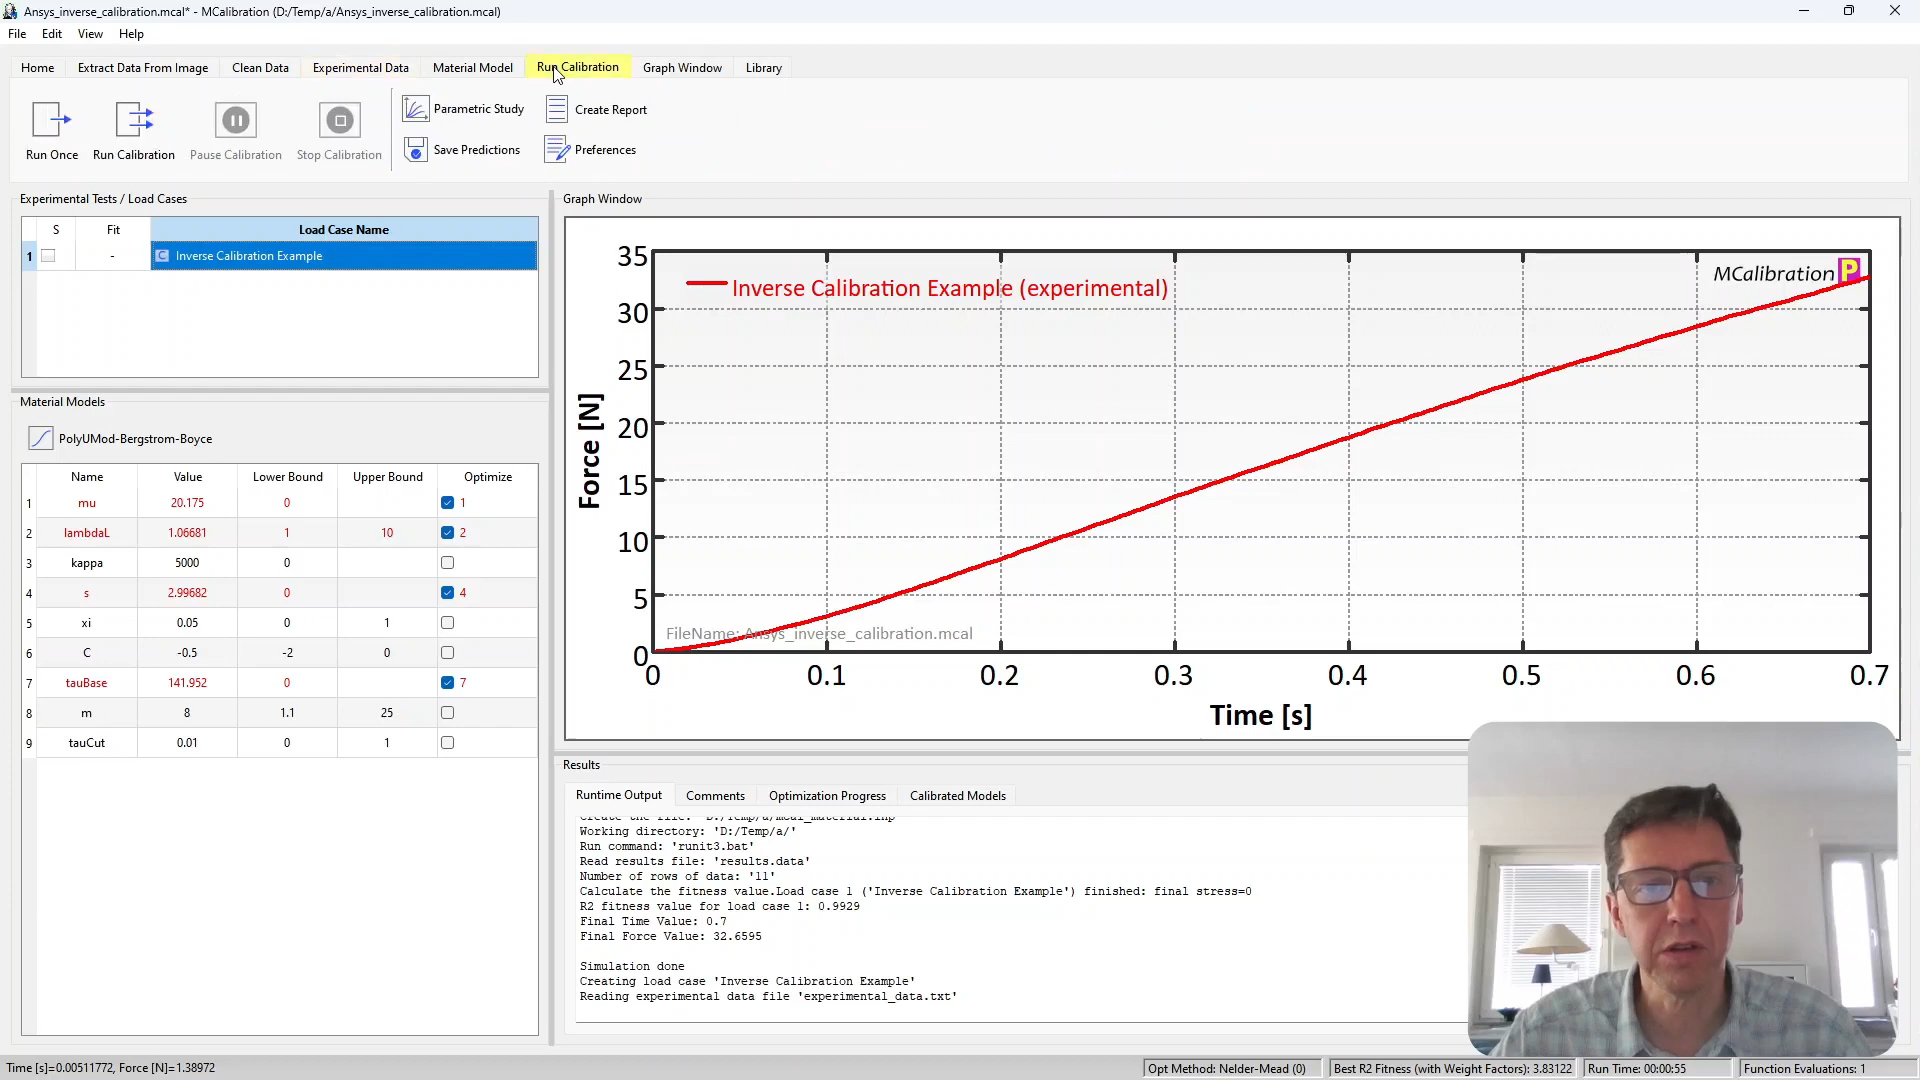 Ansys_inverse_calibration.mcal* - MCalibration (D:/Temp/a/Ansys_inverse_calibration.mcal)
File Edit View Help
Home Extract Data From Image Clean Data Experimental Data Material Model Run Calibration Graph Window Library
Run Once Run Calibration Pause Calibration Stop Calibration
Parametric Study Create Report
Save Predictions Preferences
Experimental Tests / Load Cases
S Fit Load Case Name
1 - C Inverse Calibration Example
Material Models
PolyUMod-Bergstrom-Boyce
Name Value Lower Bound Upper Bound Optimize
1 mu 20.175 0 1
2 lambdaL 1.06681 1 10 2
3 kappa 5000 0
4 s 2.99682 0 4
5 xi 0.05 0 1
6 C -0.5 -2 0
7 tauBase 141.952 0 7
8 m 8 1.1 25
9 tauCut 0.01 0 1
Graph Window
Inverse Calibration Example (experimental)
MCalibration P
35
30
25
20
15
10
5
0
Force [N]
FileName: Ansys_inverse_calibration.mcal
0 0.1 0.2 0.3 0.4 0.5 0.6 0.7
Time [s]
Results
Runtime Output Comments Optimization Progress Calibrated Models
Create the file: 'D:/Temp/a/mcal_material.inp'
Working directory: 'D:/Temp/a/'
Run command: 'runit3.bat'
Read results file: 'results.data'
Number of rows of data: '11'
Calculate the fitness value.Load case 1 ('Inverse Calibration Example') finished: final stress=0
R2 fitness value for load case 1: 0.9929
Final Time Value: 0.7
Final Force Value: 32.6595
Simulation done
Creating load case 'Inverse Calibration Example'
Reading experimental data file 'experimental_data.txt'
Time [s]=0.00511772, Force [N]=1.38972
Opt Method: Nelder-Mead (0) Best R2 Fitness (with Weight Factors): 3.83122 Run Time: 00:00:55 Function Evaluations: 1